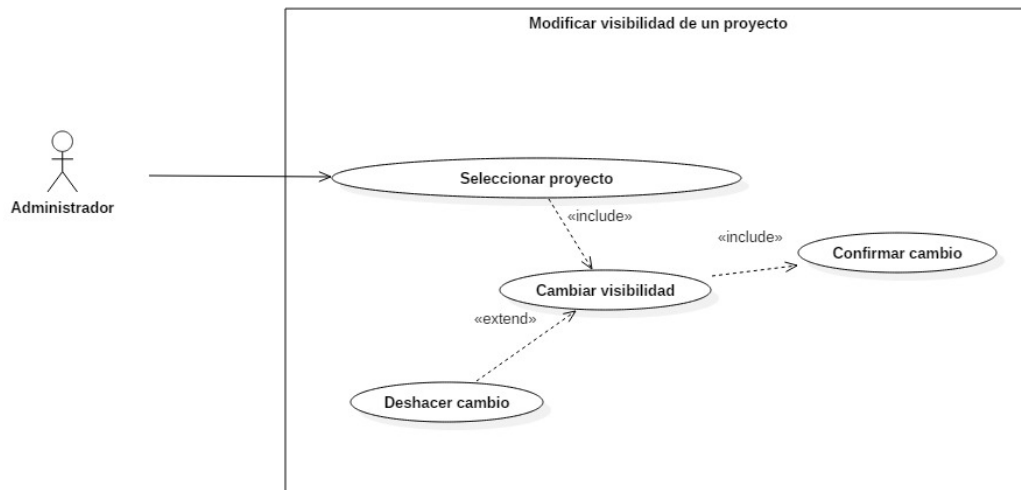 Modificar visibilidad de un proyecto
Administrador
Seleccionar proyecto
«include»
«include»
Confirmar cambio
Cambiar visibilidad
«extend»
Deshacer cambio